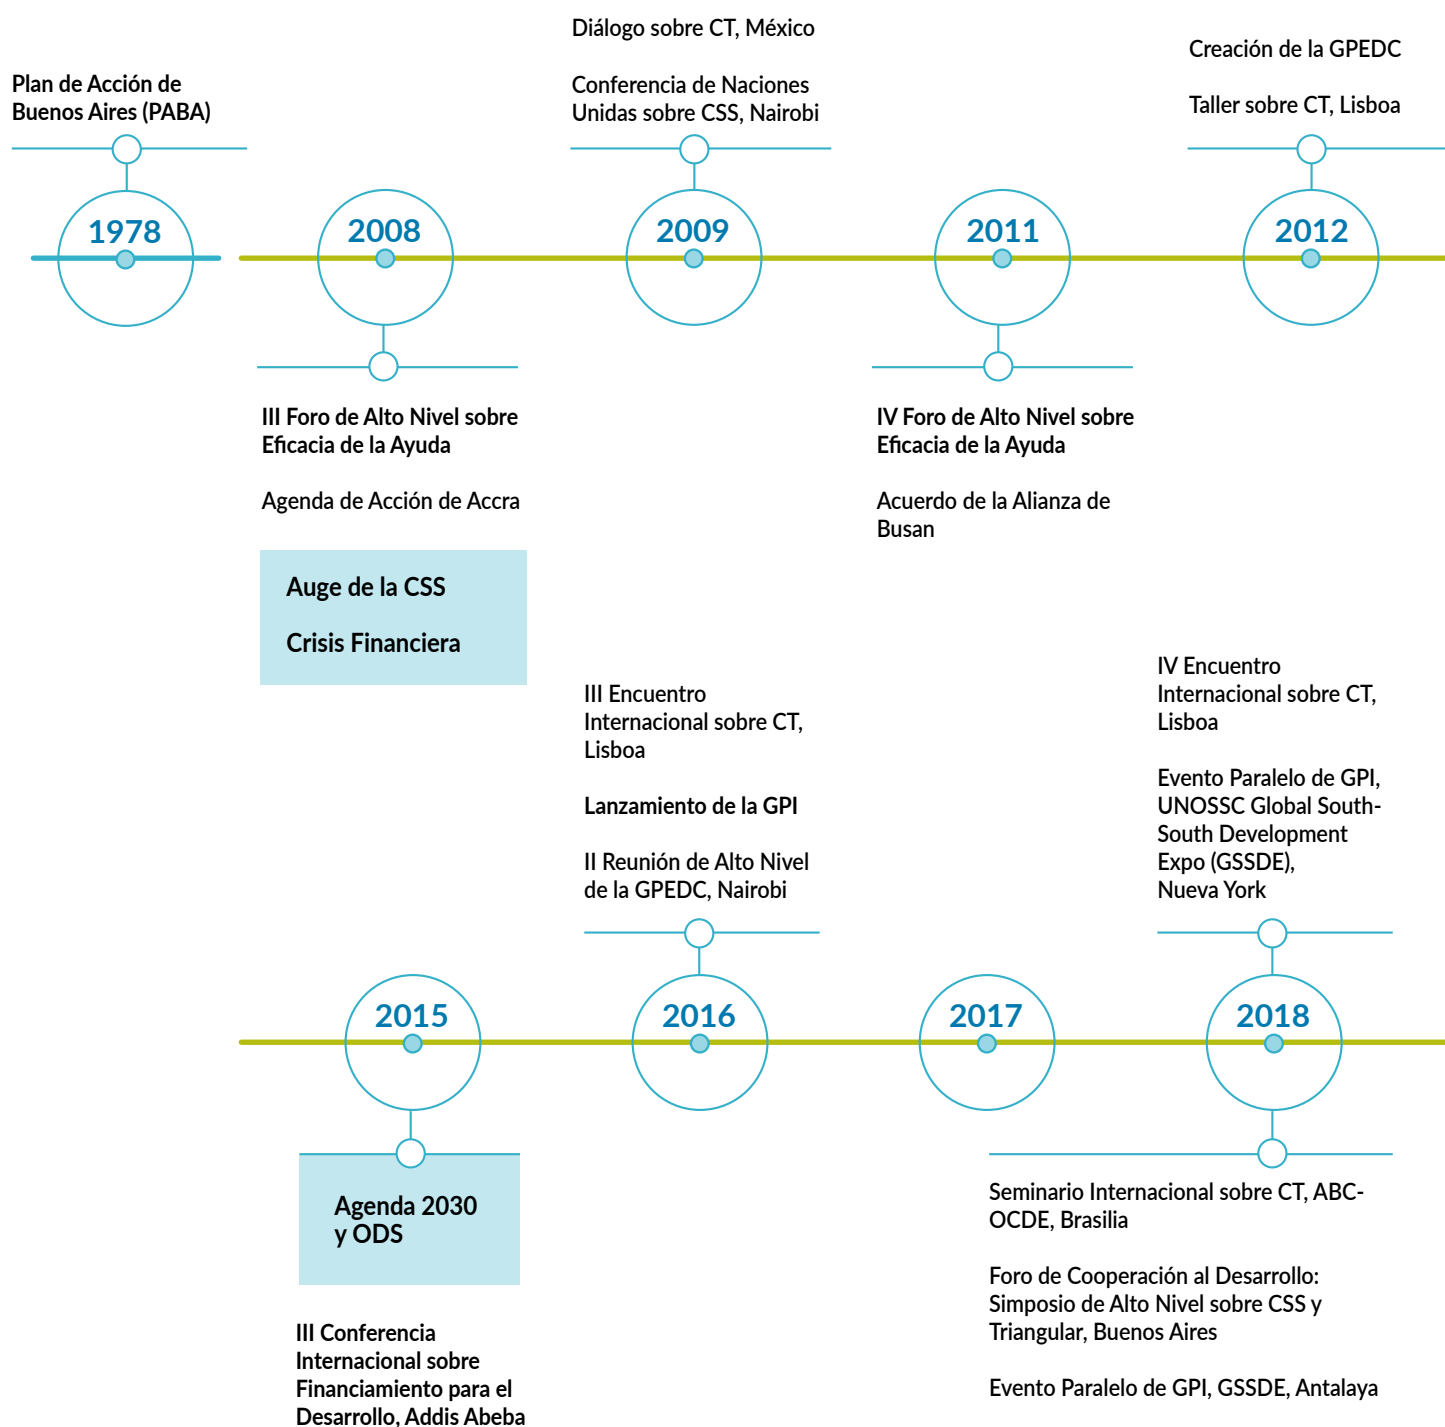 Plan de Acción de
Buenos Aires (PABA)
1978
2008
III Foro de Alto Nivel sobre
Eficacia de la Ayuda
Agenda de Acción de Accra
Auge de la CSS
Crisis Financiera
Diálogo sobre CT, México
Conferencia de Naciones
Unidas sobre CSS, Nairobi
2009
2011
IV Foro de Alto Nivel sobre
Eficacia de la Ayuda
Acuerdo de la Alianza de
Busan
Creación de la GPEDC
Taller sobre CT, Lisboa
2012
2015
Agenda 2030
y ODS
III Conferencia
Internacional sobre
Financiamiento para el
Desarrollo, Addis Abeba
III Encuentro
Internacional sobre CT,
Lisboa
Lanzamiento de la GPI
II Reunión de Alto Nivel
de la GPEDC, Nairobi
2016
2017
IV Encuentro
Internacional sobre CT,
Lisboa
Evento Paralelo de GPI,
UNOSSC Global South-
South Development
Expo (GSSDE),
Nueva York
2018
Seminario Internacional sobre CT, ABC-
OCDE, Brasilia
Foro de Cooperación al Desarrollo:
Simposio de Alto Nivel sobre CSS y
Triangular, Buenos Aires
Evento Paralelo de GPI, GSSDE, Antalaya